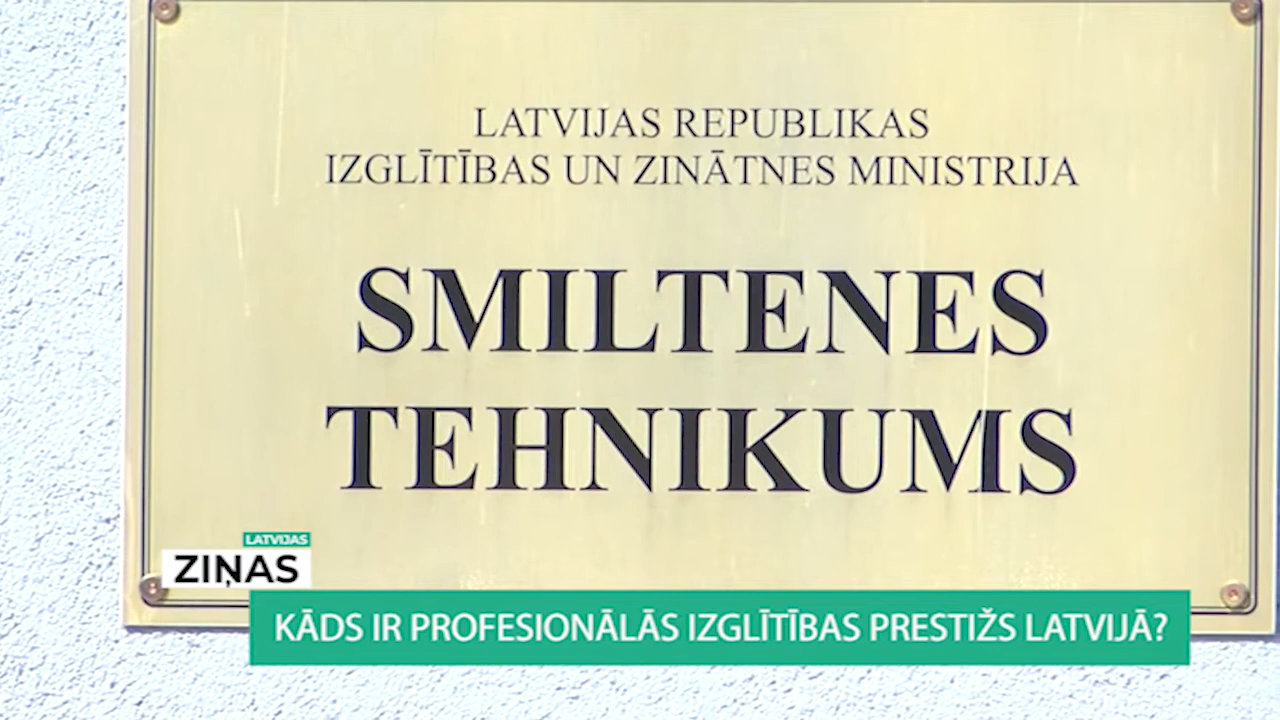 LATVIJAS REPUBLIKAS
IZGLĪTĪBAS UN ZINĀTNES MINISTRIJA
SMILTENES
TEHNIKUMS
LATVIJAS
ZIŅAS
KĀDS IR PROFESIONĀLĀS IZGLĪTĪBAS PRESTIŽS LATVIJĀ?